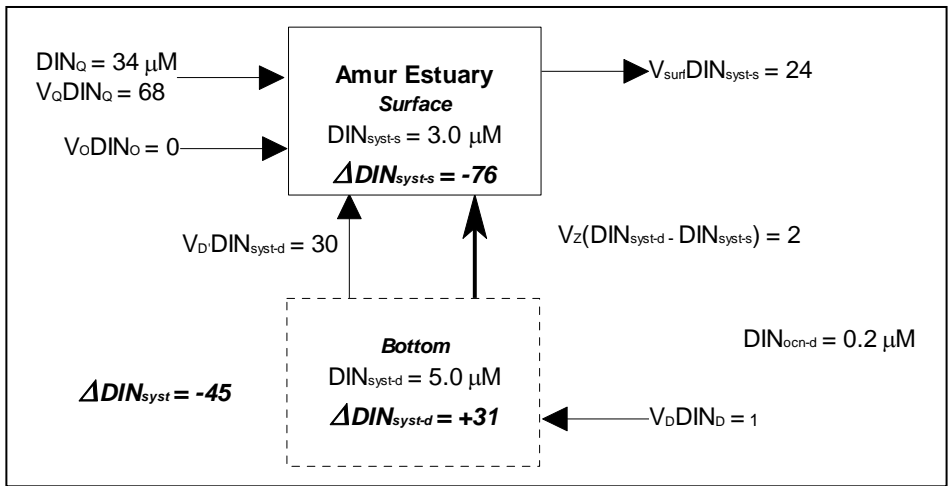 DIN_Q = 34 µM
V_QDIN_Q = 68
V_ODIN_O = 0
Amur Estuary
Surface
DIN_syst-s = 3.0 µM
ΔDIN_syst-s = -76
V_surfDIN_syst-s = 24
V_D'DIN_syst-d = 30
V_Z(DIN_syst-d - DIN_syst-s) = 2
Bottom
DIN_syst-d = 5.0 µM
ΔDIN_syst-d = +31
ΔDIN_syst = -45
DIN_ocn-d = 0.2 µM
V_DDIN_D = 1